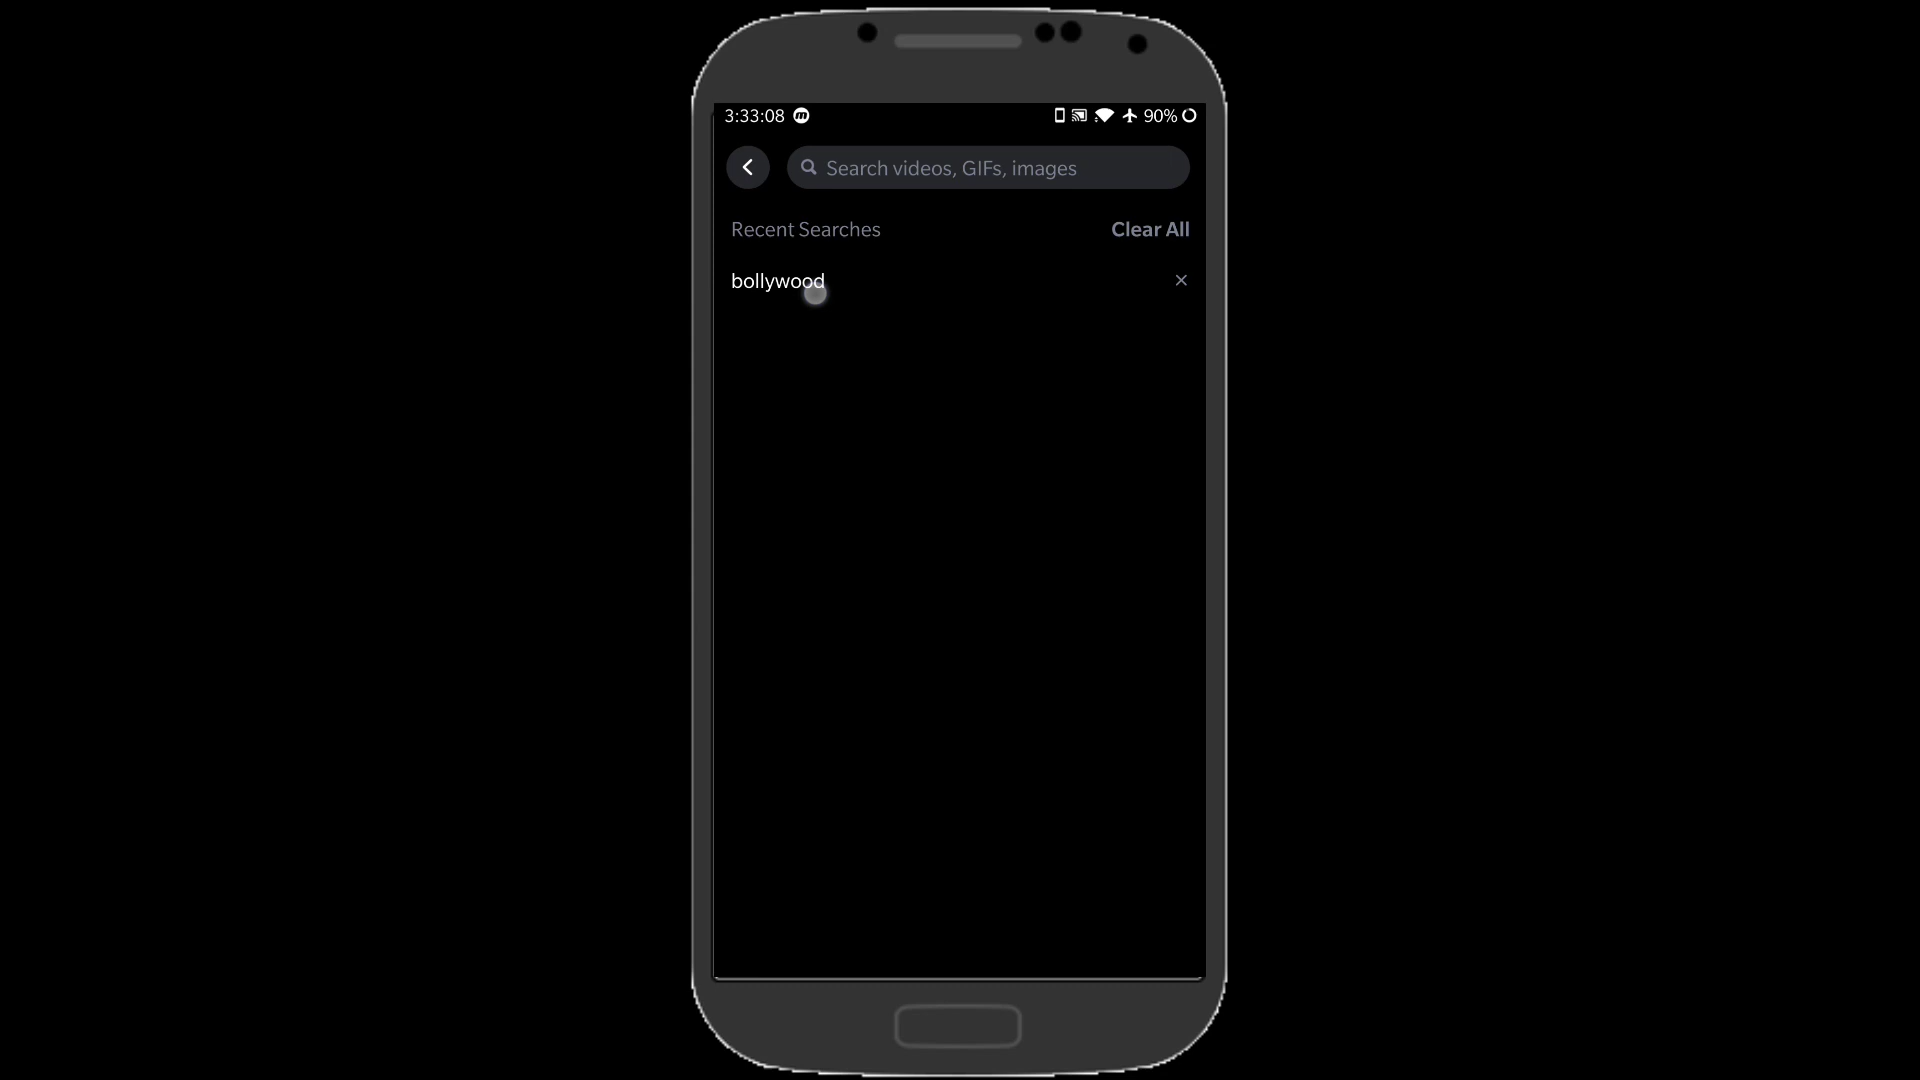 3:33:08 90%
Search videos, GIFs, images
Recent Searches Clear All
bollywood